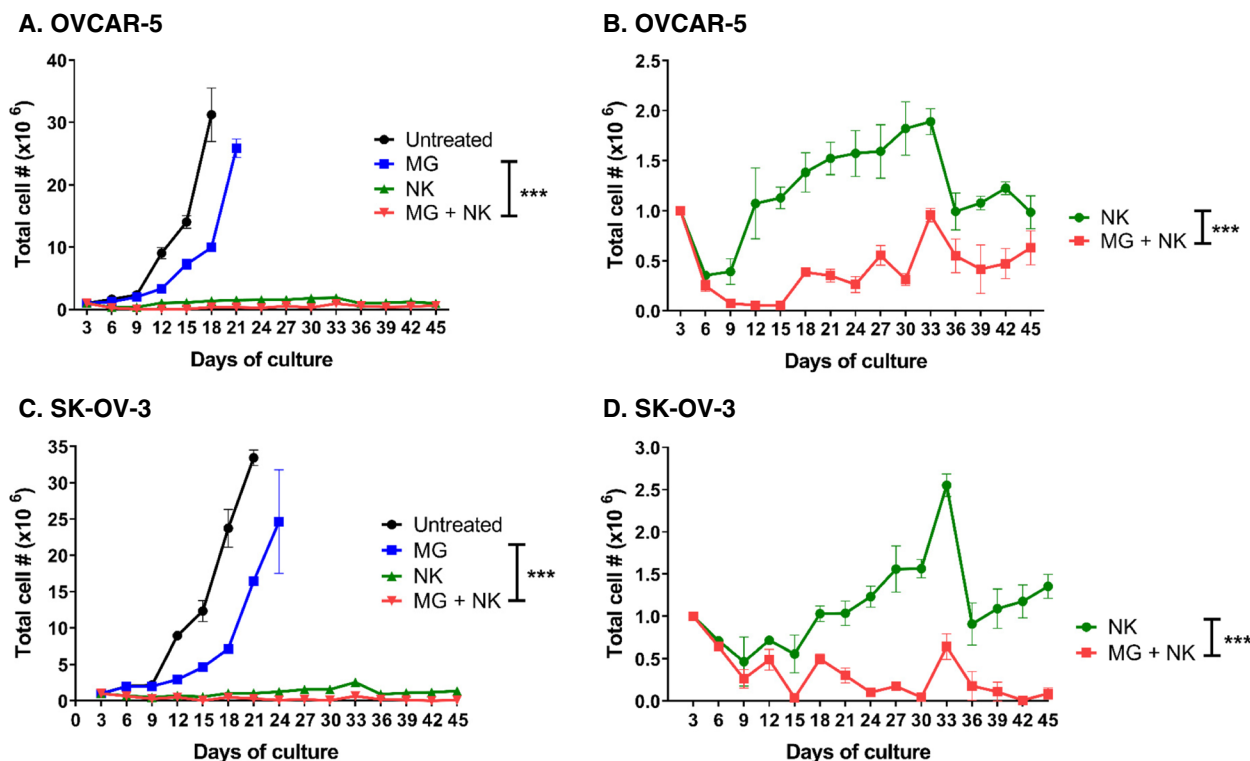 A. OVCAR-5
Total cell # (x10 6)
40
30
20
10
0
3 6 9 12 15 18 21 24 27 30 33 36 39 42 45
Days of culture
Untreated
MG
NK
MG + NK
***
B. OVCAR-5
Total cell # (x10 6)
2.5
2.0
1.5
1.0
0.5
0.0
3 6 9 12 15 18 21 24 27 30 33 36 39 42 45
Days of culture
NK
MG + NK
***
C. SK-OV-3
Total cell # (x10 6)
35
30
25
20
15
10
5
0
0 3 6 9 12 15 18 21 24 27 30 33 36 39 42 45
Days of culture
Untreated
MG
NK
MG + NK
***
D. SK-OV-3
Total cell # (x10 6)
3.0
2.5
2.0
1.5
1.0
0.5
0.0
3 6 9 12 15 18 21 24 27 30 33 36 39 42 45
Days of culture
NK
MG + NK
***